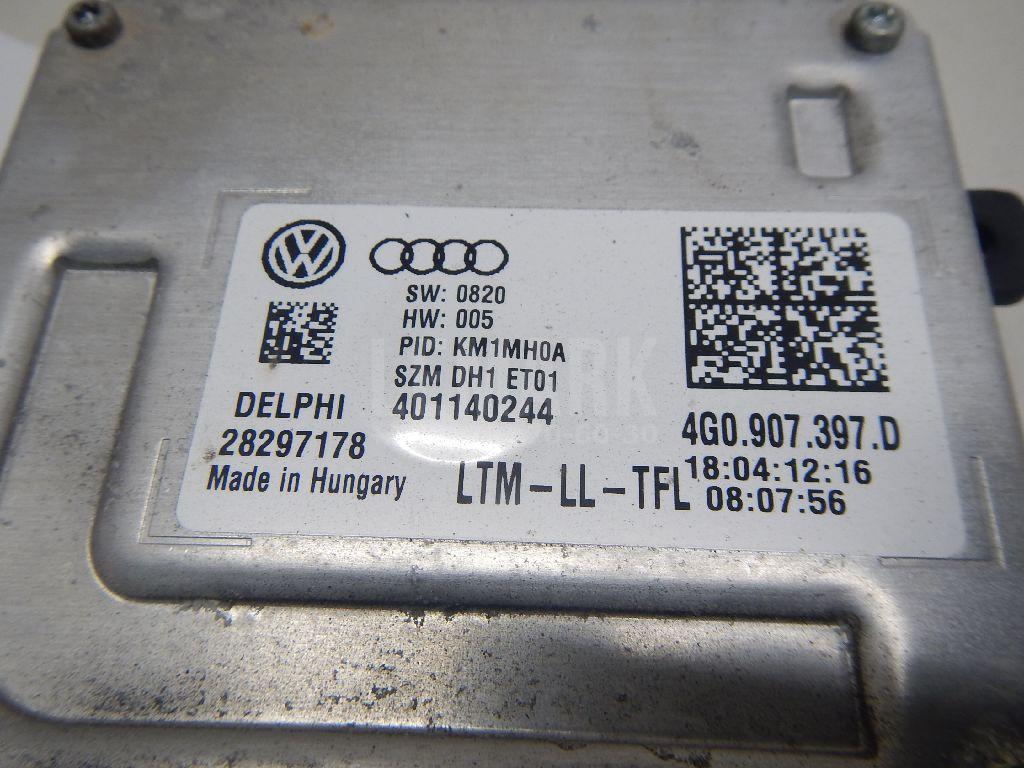 SW: 0820
HW: 005
PID: KM1MH0A
SZM DH1 ET01
DELPHI 401140244
28297178
Made in Hungary
LTM-LL-TFL
4G0.907.397.D
18:04:12:16
08:07:56